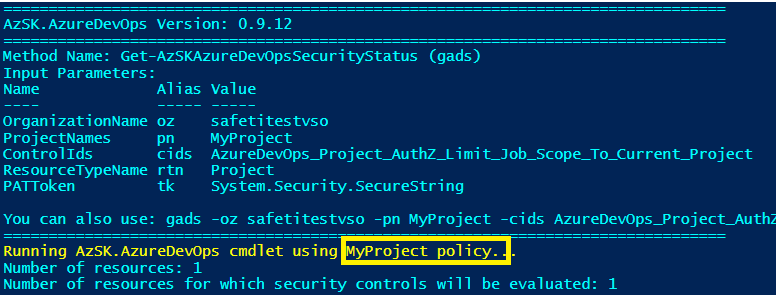 ================================================================================
AzSK.AzureDevOps Version: 0.9.12
================================================================================
Method Name: Get-AzSKAzureDevOpsSecurityStatus (gads)
Input Parameters:
Name Alias Value
---- ----- -----
OrganizationName oz safetitestvso
ProjectNames pn MyProject
ControlIds cids AzureDevOps_Project_AuthZ_Limit_Job_Scope_To_Current_Project
ResourceTypeName rtn Project
PATToken tk System.Security.SecureString
You can also use: gads -oz safetitestvso -pn MyProject -cids AzureDevOps_Project_AuthZ
================================================================================
Running AzSK.AzureDevOps cmdlet using MyProject policy...
Number of resources: 1
Number of resources for which security controls will be evaluated: 1